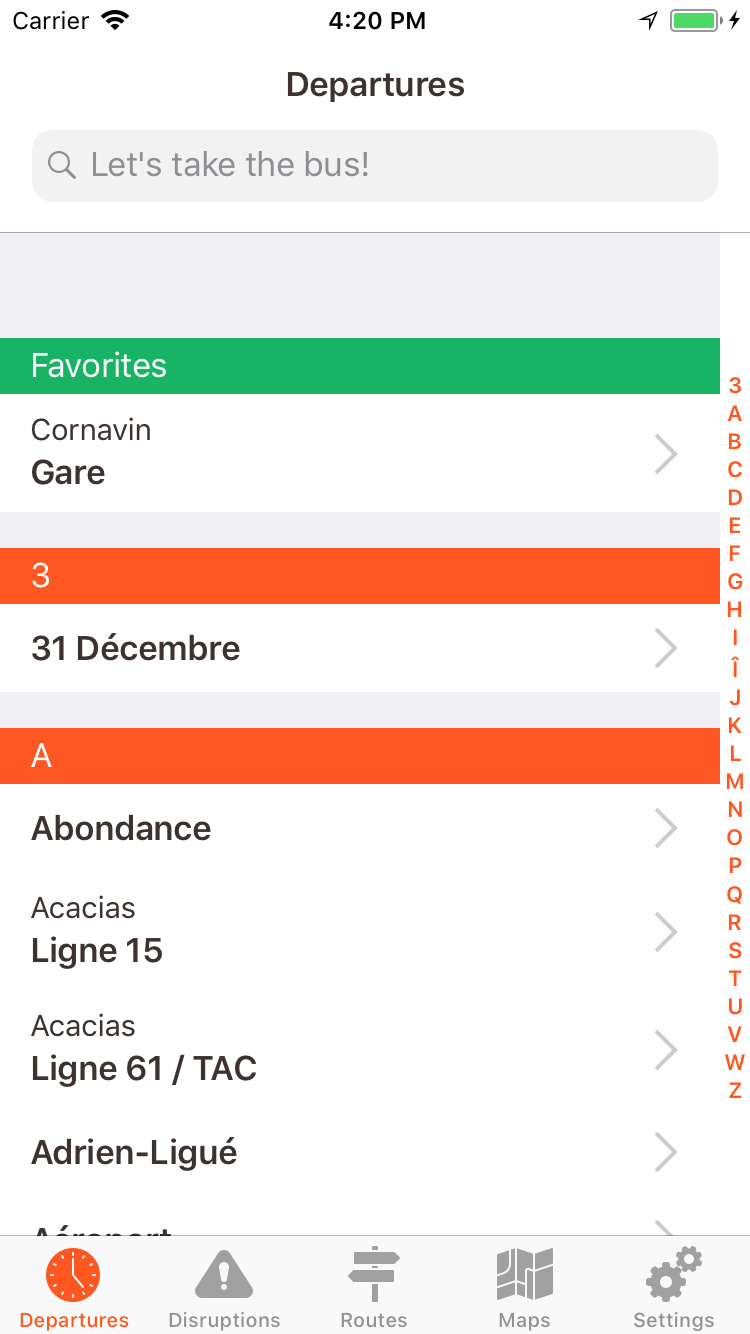 Carrier 4:20 PM
Departures
Let's take the bus!
Favorites
Cornavin
Gare
3
31 Décembre
A
Abondance
Acacias
Ligne 15
Acacias
Ligne 61 / TAC
Adrien-Ligué
Aéroport
3
A
B
C
D
E
F
G
H
I
Î
J
K
L
M
N
O
P
Q
R
S
T
U
V
W
Z
Departures Disruptions Routes Maps Settings